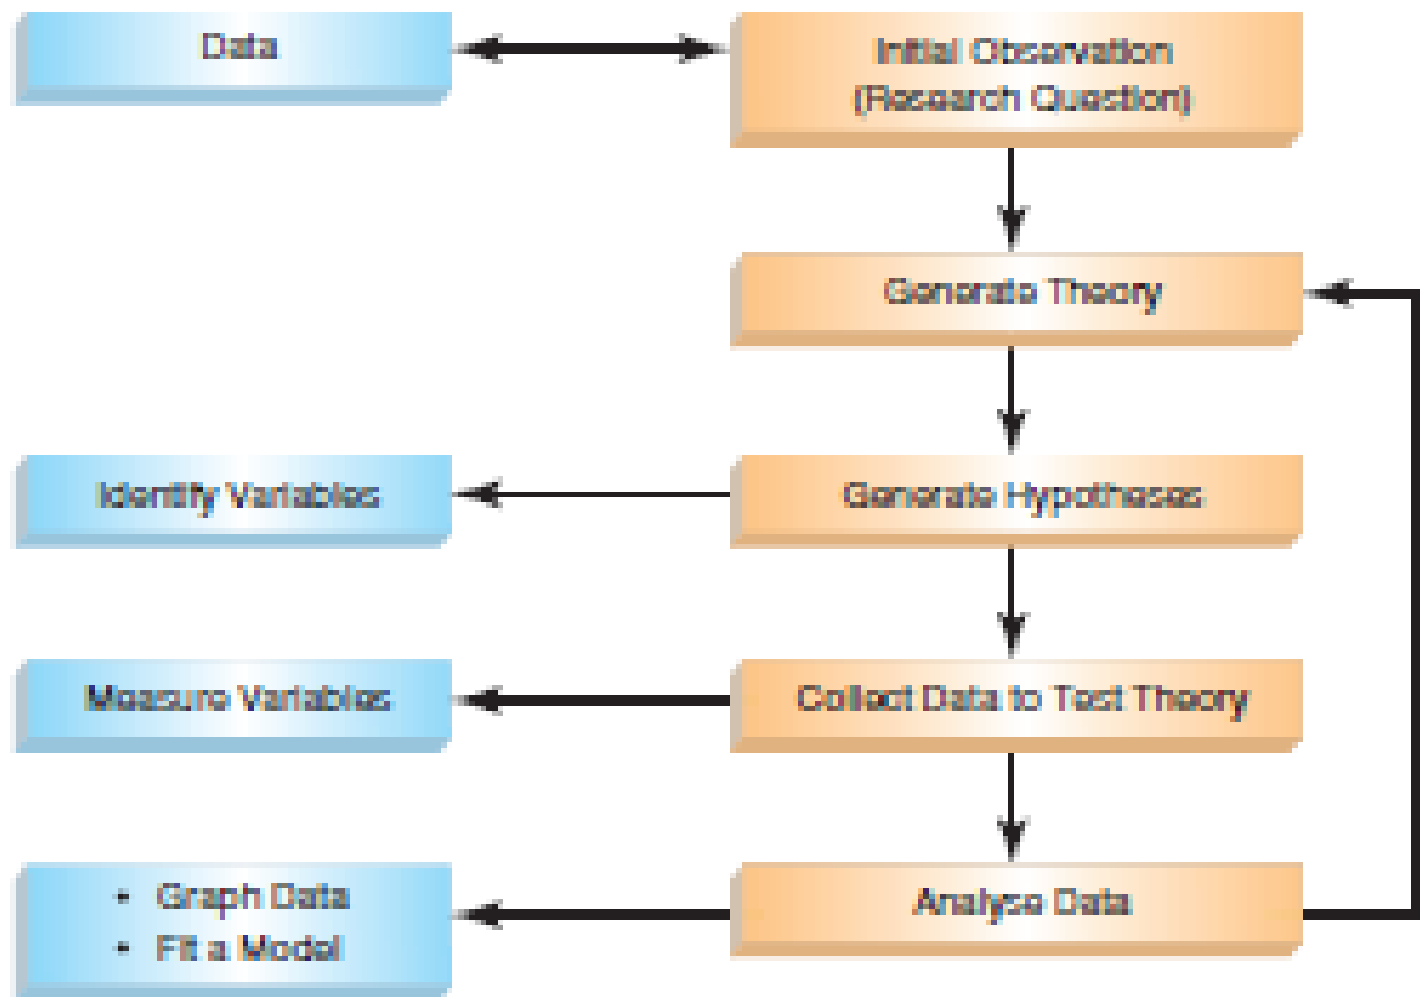 Data
Initial Observation
(Research Question)
Generate Theory
Identify Variables
Generate Hypotheses
Measure Variables
Collect Data to Test Theory
• Graph Data
• Fit a Model
Analyse Data